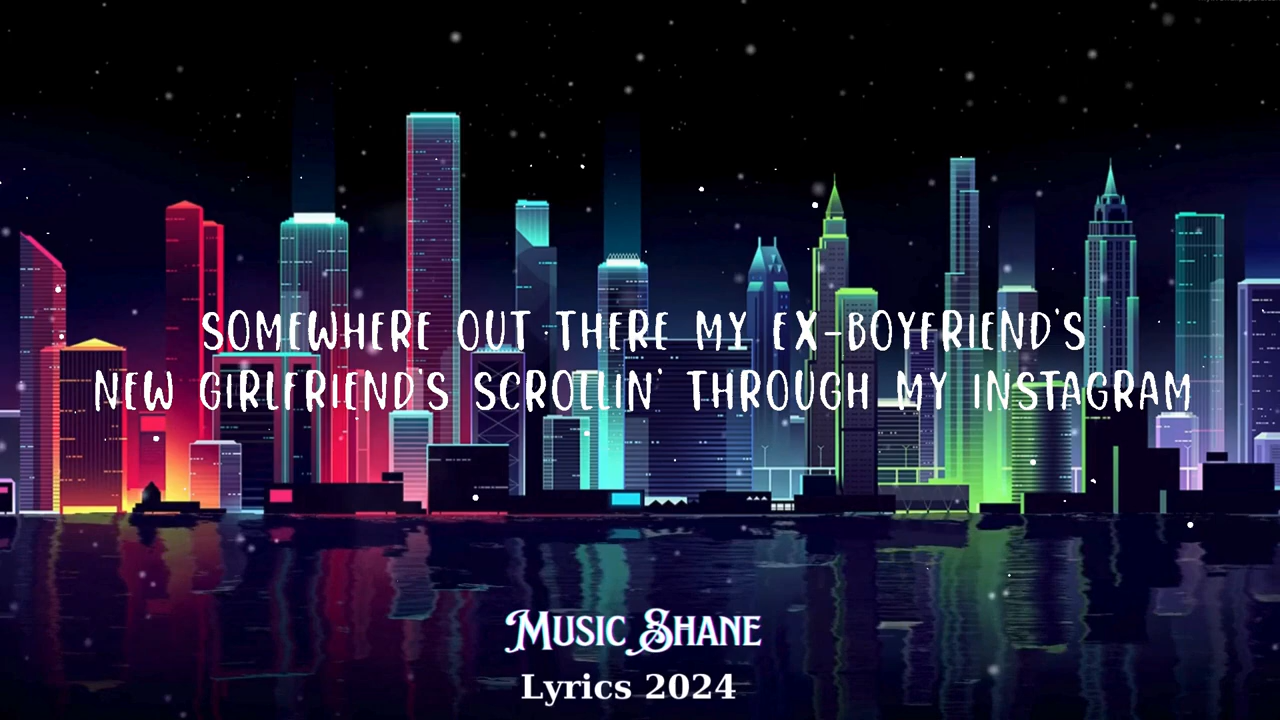 SOMEWHERE OUT THERE MY EX-BOYFRIEND'S
NEW GIRLFRIEND'S SCROLLIN' THROUGH MY INSTAGRAM
MUSIC SHANE
Lyrics 2024